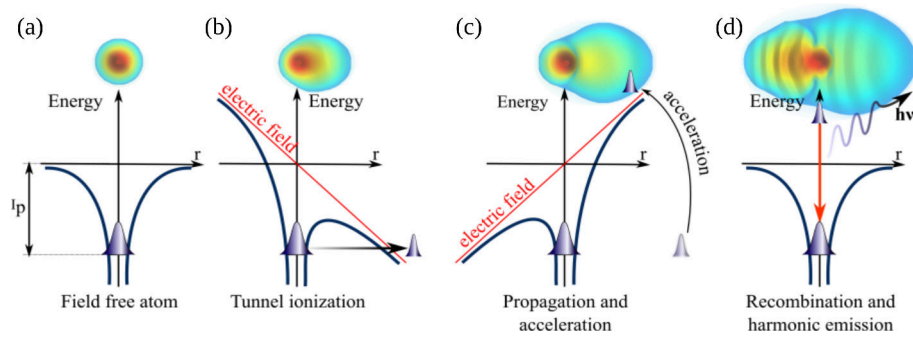 (a)
Energy
r
Ip
Field free atom
(b)
Energy
electric field
r
Tunnel ionization
(c)
Energy
r
electric field
acceleration
Propagation and
acceleration
(d)
Energy
hν
r
Recombination and
harmonic emission